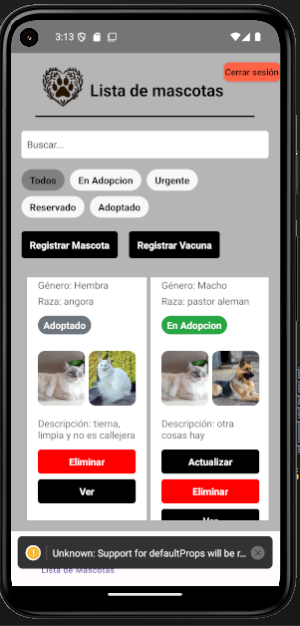 3:13
Cerrar sesión
Lista de mascotas
Buscar...
Todos
En Adopcion
Urgente
Reservado
Adoptado
Registrar Mascota
Registrar Vacuna
Género: Hembra
Raza: angora
Adoptado
Descripción: tierna,
limpia y no es callejera
Eliminar
Ver
Género: Macho
Raza: pastor aleman
En Adopcion
Descripción: otra
cosas hay
Actualizar
Eliminar
Ver
Unknown: Support for defaultProps will be r...
Lista de Mascotas